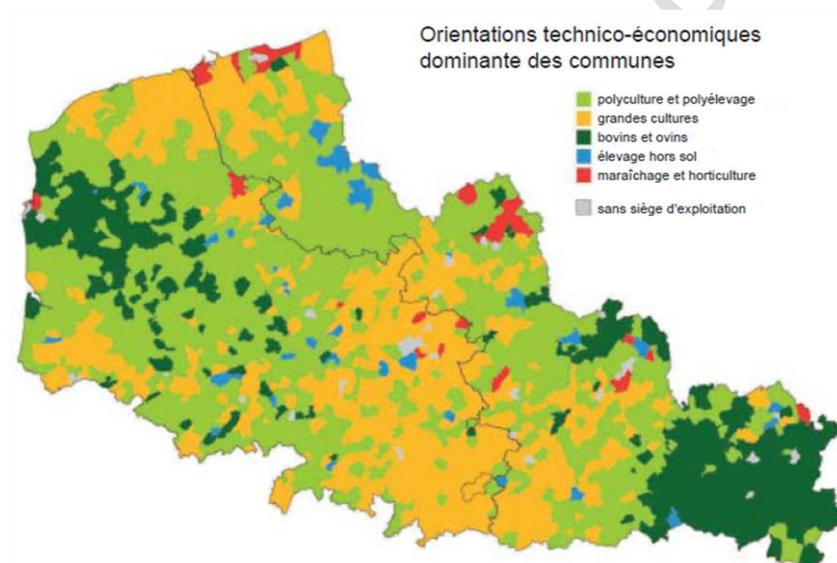 Orientations technico-économiques
dominante des communes
polyculture et polyélevage
grandes cultures
bovins et ovins
élevage hors sol
maraîchage et horticulture
sans siège d'exploitation